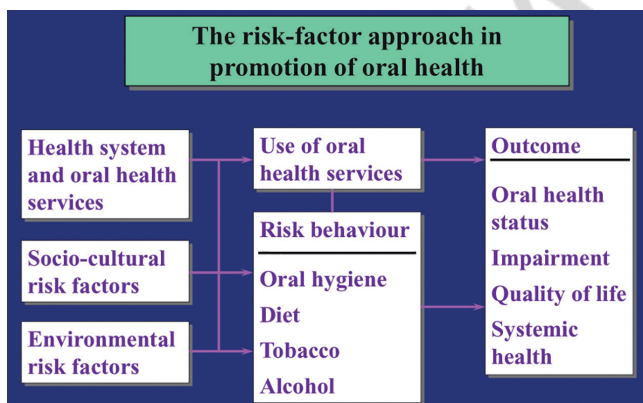 The risk-factor approach in
promotion of oral health
Health system
and oral health
services
Socio-cultural
risk factors
Environmental
risk factors
Use of oral
health services
Risk behaviour
Oral hygiene
Diet
Tobacco
Alcohol
Outcome
Oral health
status
Impairment
Quality of life
Systemic
health